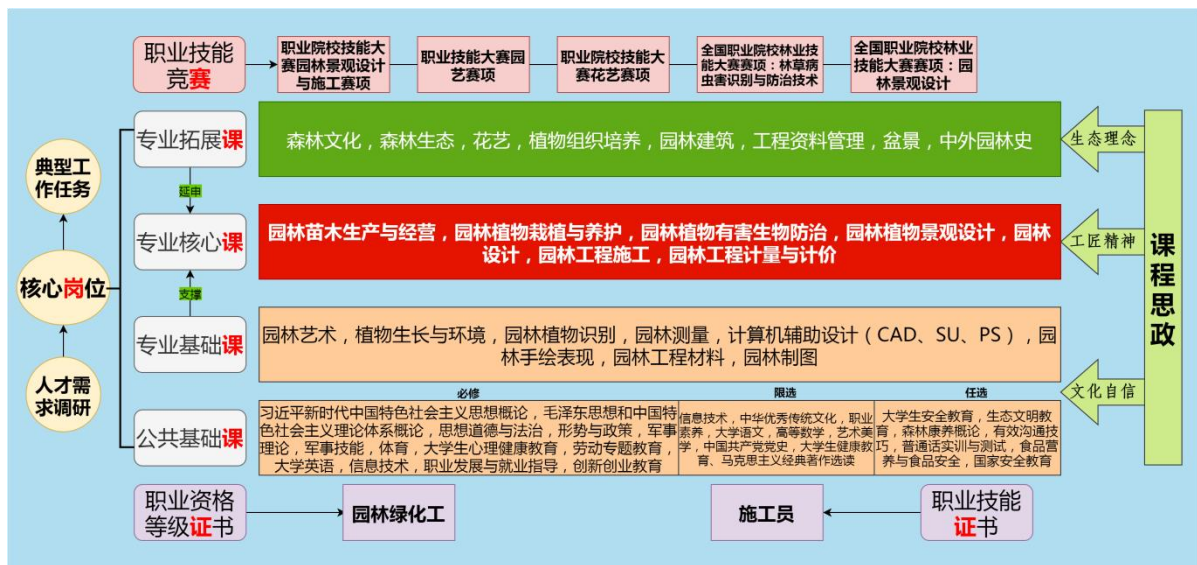 职业技能
竞赛
职业院校技能大
赛园林景观设计
与施工赛项
职业技能大赛园
艺赛项
职业院校技能大
赛花艺赛项
全国职业院校林业技
能大赛赛项：林草病
虫害识别与防治技术
全国职业院校林业
技能大赛赛项：园
林景观设计
典型工
作任务
核心岗位
人才需
求调研
专业拓展课
延申
专业核心课
支撑
专业基础课
公共基础课
森林文化，森林生态，花艺，植物组织培养，园林建筑，工程资料管理，盆景，中外园林史
园林苗木生产与经营，园林植物栽植与养护，园林植物有害生物防治，园林植物景观设计，园林
设计，园林工程施工，园林工程计量与计价
园林艺术，植物生长与环境，园林植物识别，园林测量，计算机辅助设计（CAD、SU、PS），园
林手绘表现，园林工程材料，园林制图
必修
习近平新时代中国特色社会主义思想概论，毛泽东思想和中国特
色社会主义理论体系概论，思想道德与法治，形势与政策，军事
理论，军事技能，体育，大学生心理健康教育，劳动专题教育，
大学英语，信息技术，职业发展与就业指导，创新创业教育
限选
信息技术，中华优秀传统文化，职业
素养，大学语文，高等数学，艺术美
学，中国共产党党史，大学生健康教
育、马克思主义经典著作选读
任选
大学生安全教育，生态文明教
育，森林康养概论，有效沟通技
巧，普通话实训与测试，食品营
养与食品安全，国家安全教育
生态理念
工匠精神
文化自信
课程思政
职业资格
等级证书
园林绿化工
施工员
职业技能
证书